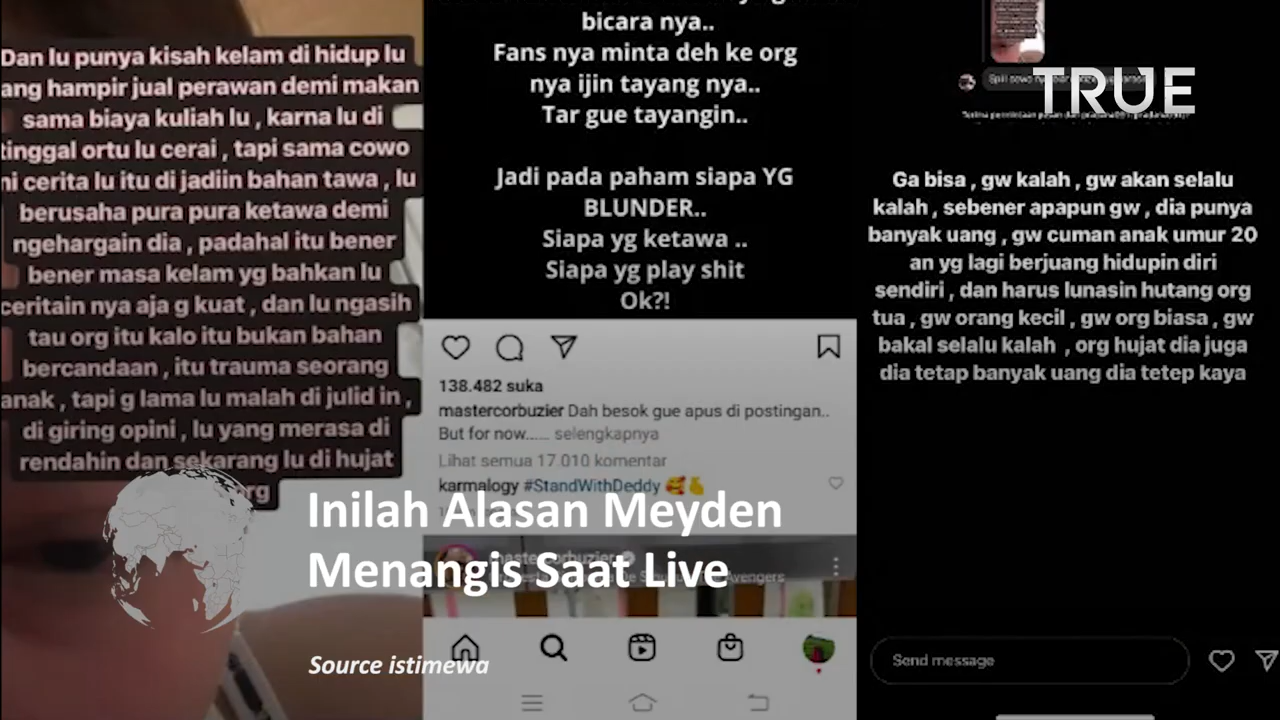 Dan lu punya kisah kelam di hidup lu
ang hampir jual perawan demi makan
sama biaya kuliah lu , karna lu di
tinggal ortu lu cerai , tapi sama cowo
ni cerita lu itu di jadiin bahan tawa , lu
berusaha pura pura ketawa demi
ngehargain dia , padahal itu bener
bener masa kelam yg bahkan lu
ceritain nya aja g kuat , dan lu ngasih
tau org itu kalo itu bukan bahan
bercandaan , itu trauma seorang
anak , tapi g lama lu malah di julid in ,
di giring opini , lu yang merasa di
rendahin dan sekarang lu di hujat
org
bicara nya..
Fans nya minta deh ke org
nya ijin tayang nya..
Tar gue tayangin..
Jadi pada paham siapa YG
BLUNDER..
Siapa yg ketawa ..
Siapa yg play shit
Ok?!
138.482 suka
mastercorbuzier Dah besok gue apus di postingan..
But for now...... selengkapnya
Lihat semua 17.010 komentar
karmalogy #StandWithDeddy
mastercorbuzier
Avengers
TRUE
Ga bisa , gw kalah , gw akan selalu
kalah , sebener apapun gw , dia punya
banyak uang , gw cuman anak umur 20
an yg lagi berjuang hidupin diri
sendiri , dan harus lunasin hutang org
tua , gw orang kecil , gw org biasa , gw
bakal selalu kalah , org hujat dia juga
dia tetap banyak uang dia tetep kaya
Send message
Inilah Alasan Meyden
Menangis Saat Live
Source istimewa